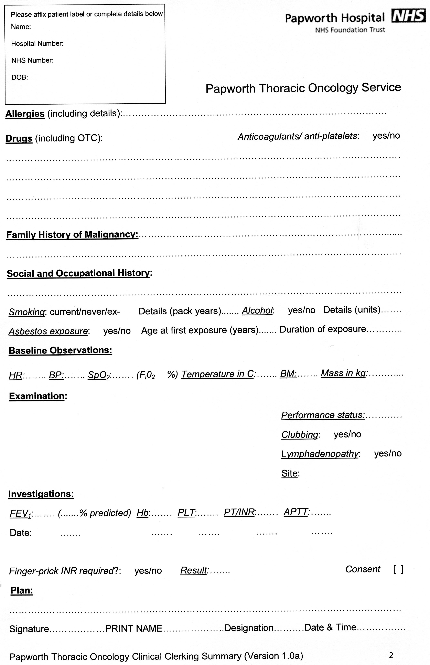 Please affix patient label or complete details below
Name:
Hospital Number:
NHS Number:
DOB:
Papworth Hospital NHS
NHS Foundation Trust
Papworth Thoracic Oncology Service
Allergies (including details):.......................................................................
Drugs (including OTC): Anticoagulants/ anti-platelets: yes/no
Family History of Malignancy:.......................................................................
Social and Occupational History:
Smoking: current/never/ex- Details (pack years)....... Alcohol: yes/no Details (units).......
Asbestos exposure: yes/no Age at first exposure (years)....... Duration of exposure............
Baseline Observations:
HR:........ BP:....... SpO₂:........ (FᵢO₂ %) Temperature in C:....... BM:....... Mass in kg:............
Examination:
Performance status:............
Clubbing: yes/no
Lymphadenopathy: yes/no
Site:
Investigations:
FEV₁:........ (.......% predicted) Hb:........ PLT:........ PT/INR:........ APTT:.......
Date: ....... ....... ....... ....... .......
Finger-prick INR required?: yes/no Result:....... Consent [ ]
Plan:
Signature..................PRINT NAME....................Designation..........Date & Time................
Papworth Thoracic Oncology Clinical Clerking Summary (Version 1.0a) 2